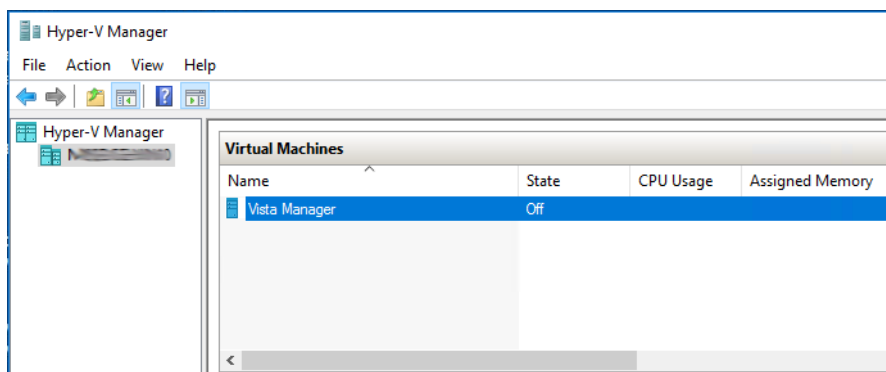 Hyper-V Manager
File Action View Help
Hyper-V Manager
Virtual Machines
Name State CPU Usage Assigned Memory
Vista Manager Off